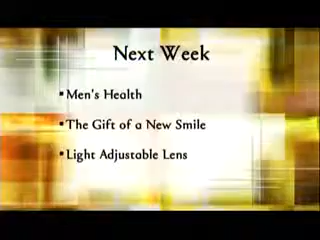 Next Week
▪Men's Health
▪The Gift of a New Smile
▪Light Adjustable Lens